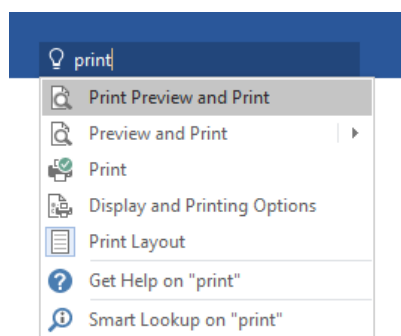 print
Print Preview and Print
Preview and Print
Print
Display and Printing Options
Print Layout
Get Help on "print"
Smart Lookup on "print"